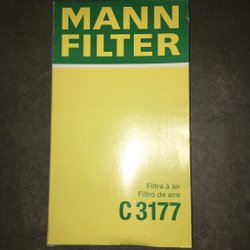 MANN
FILTER
Filtre à air
Filtro de aire
C 3177